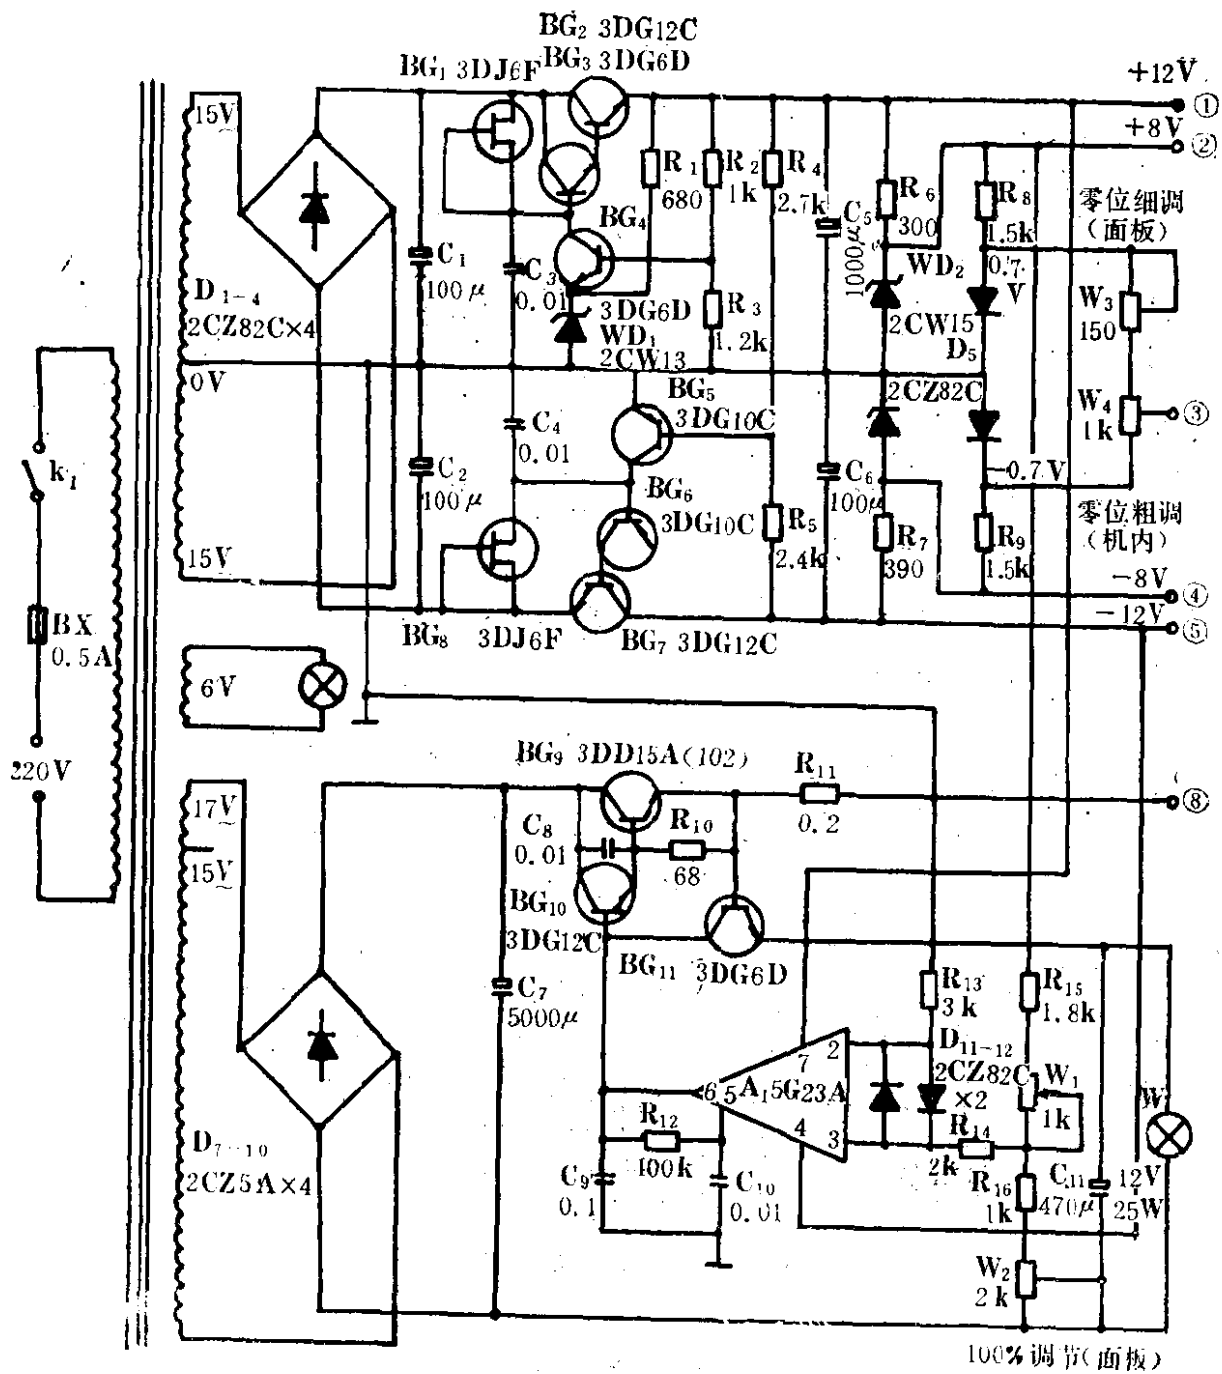 BG₂ 3DG12C
BG₁ 3DJ6F
BG₃ 3DG6D
+12V
①
+8V
②
15V
R₁
680
R₂
1k
R₄
2.7k
R₆
300
R₈
1.5k
零位细调
（面板）
BG₄
C₁
100μ
C₃
0.01
C₅
1000μ
WD₂
2CW15
0.7
V
D₅
W₃
150
D₁₋₄
2CZ82C×4
3DG6D
WD₁
2CW13
R₃
1.2k
0V
BG₅
3DG10C
2CZ82C
W₄
1k
③
k₁
C₄
0.01
C₂
100μ
BG₆
3DG10C
C₆
100μ
-0.7V
零位粗调
（机内）
R₅
2.4k
R₇
390
R₉
1.5k
15V
-8V
④
-12V
⑤
BG₈
3DJ6F
BG₇ 3DG12C
BX
0.5A
6V
220V
BG₉ 3DD15A(102)
R₁₁
0.2
⑧
17V
15V
C₈
0.01
R₁₀
68
BG₁₀
3DG12C
BG₁₁
3DG6D
C₇
5000μ
R₁₃
3k
R₁₅
1.8k
D₁₁₋₁₂
2CZ82C
×2
W₁
1k
W
7
2
6
5
A₁5G23A
4
3
R₁₂
100k
R₁₄
2k
D₇₋₁₀
2CZ5A×4
C₉
0.1
C₁₀
0.01
R₁₆
1k
C₁₁
470μ
12V
25W
W₂
2k
100%调节(面板)